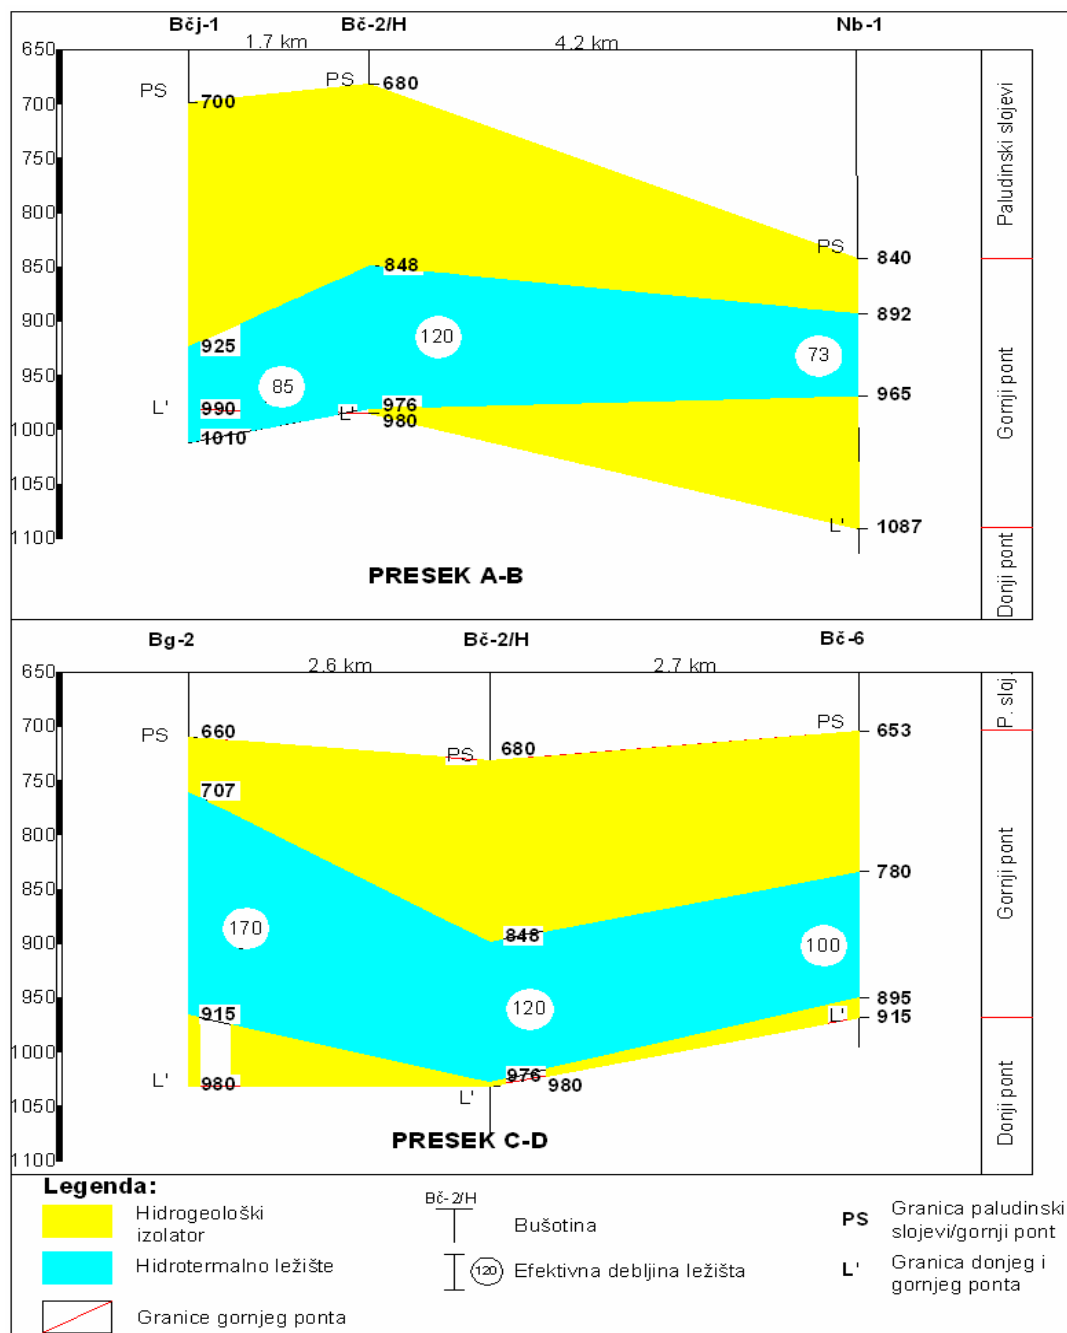 Bčj-1 Bč-2/H Nb-1
1.7 km 4.2 km
650
700
750
800
850
900
950
1000
1050
1100
PS 700
PS 680
PS 840
848
892
925
120
73
85
L' 990
1010
976
L' 980
965
L' 1087
Paludinski slojevi
Gornji pont
Donji pont
PRESEK A-B
Bg-2 Bč-2/H Bč-6
2.6 km 2.7 km
650
700
750
800
850
900
950
1000
1050
1100
PS 660
PS 680
PS 653
707
780
848
170
100
120
915
895
L' 915
976
L' 980
L' 980
P. sloj.
Gornji pont
Donji pont
PRESEK C-D
Legenda:
Hidrogeološki
izolator
Hidrotermalno ležište
Granice gornjeg ponta
Bč-2/H
Bušotina
120 Efektivna debljina ležišta
PS Granica paludinski
slojevi/gornji pont
L' Granica donjeg i
gornjeg ponta